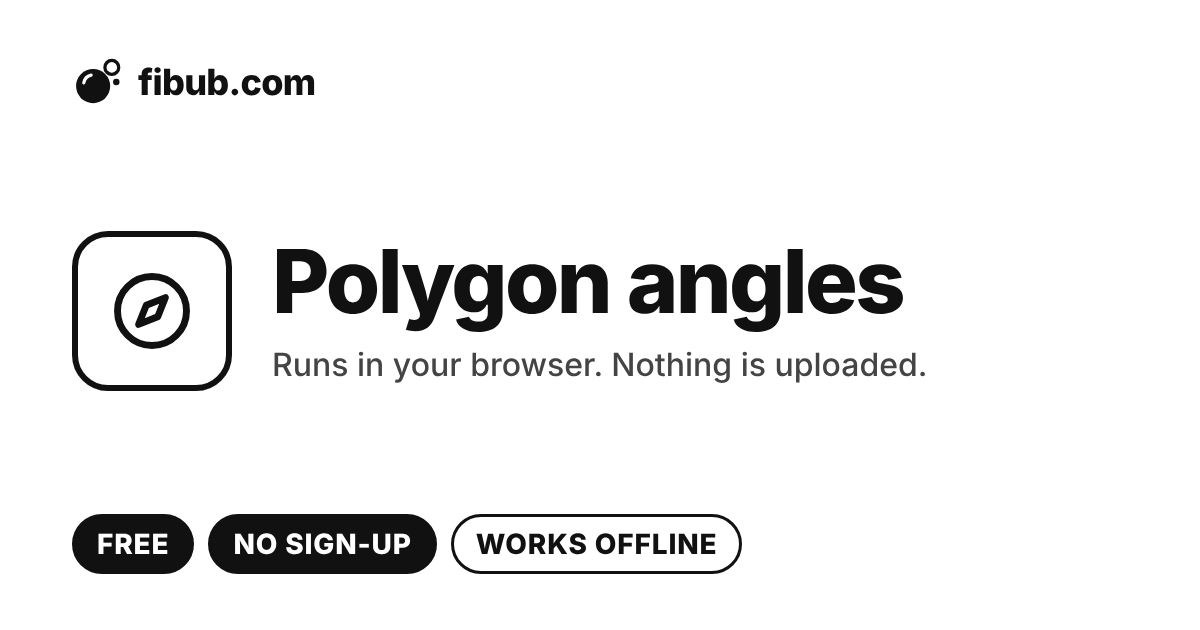 fibub.com
Polygon angles
Runs in your browser. Nothing is uploaded.
FREE
NO SIGN-UP
WORKS OFFLINE